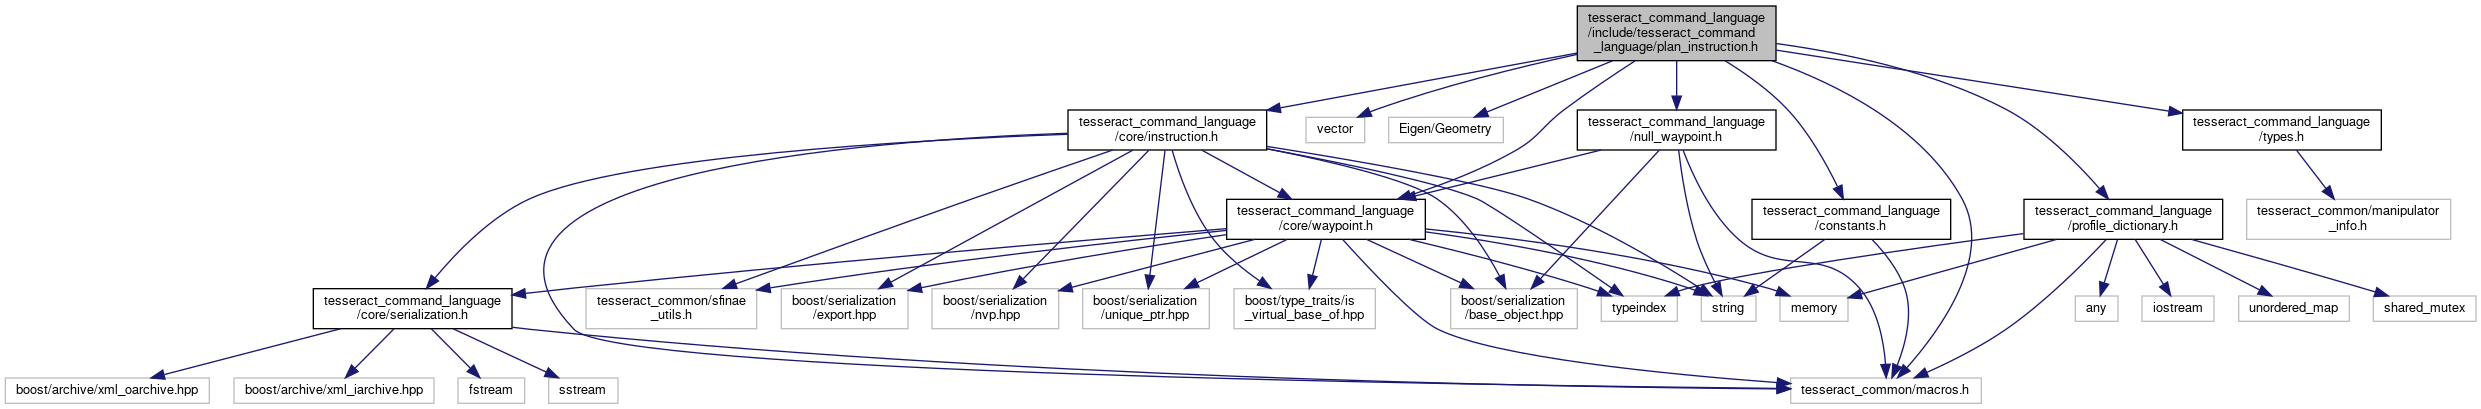 tesseract_command_language
/include/tesseract_command
_language/plan_instruction.h
tesseract_command_language
/core/instruction.h
vector
Eigen/Geometry
tesseract_command_language
/null_waypoint.h
tesseract_command_language
/types.h
tesseract_command_language
/core/waypoint.h
tesseract_command_language
/constants.h
tesseract_command_language
/profile_dictionary.h
tesseract_common/manipulator
_info.h
tesseract_command_language
/core/serialization.h
tesseract_common/sfinae
_utils.h
boost/serialization
/export.hpp
boost/serialization
/nvp.hpp
boost/serialization
/unique_ptr.hpp
boost/type_traits/is
_virtual_base_of.hpp
boost/serialization
/base_object.hpp
typeindex
string
memory
any
iostream
unordered_map
shared_mutex
boost/archive/xml_oarchive.hpp
boost/archive/xml_iarchive.hpp
fstream
sstream
tesseract_common/macros.h